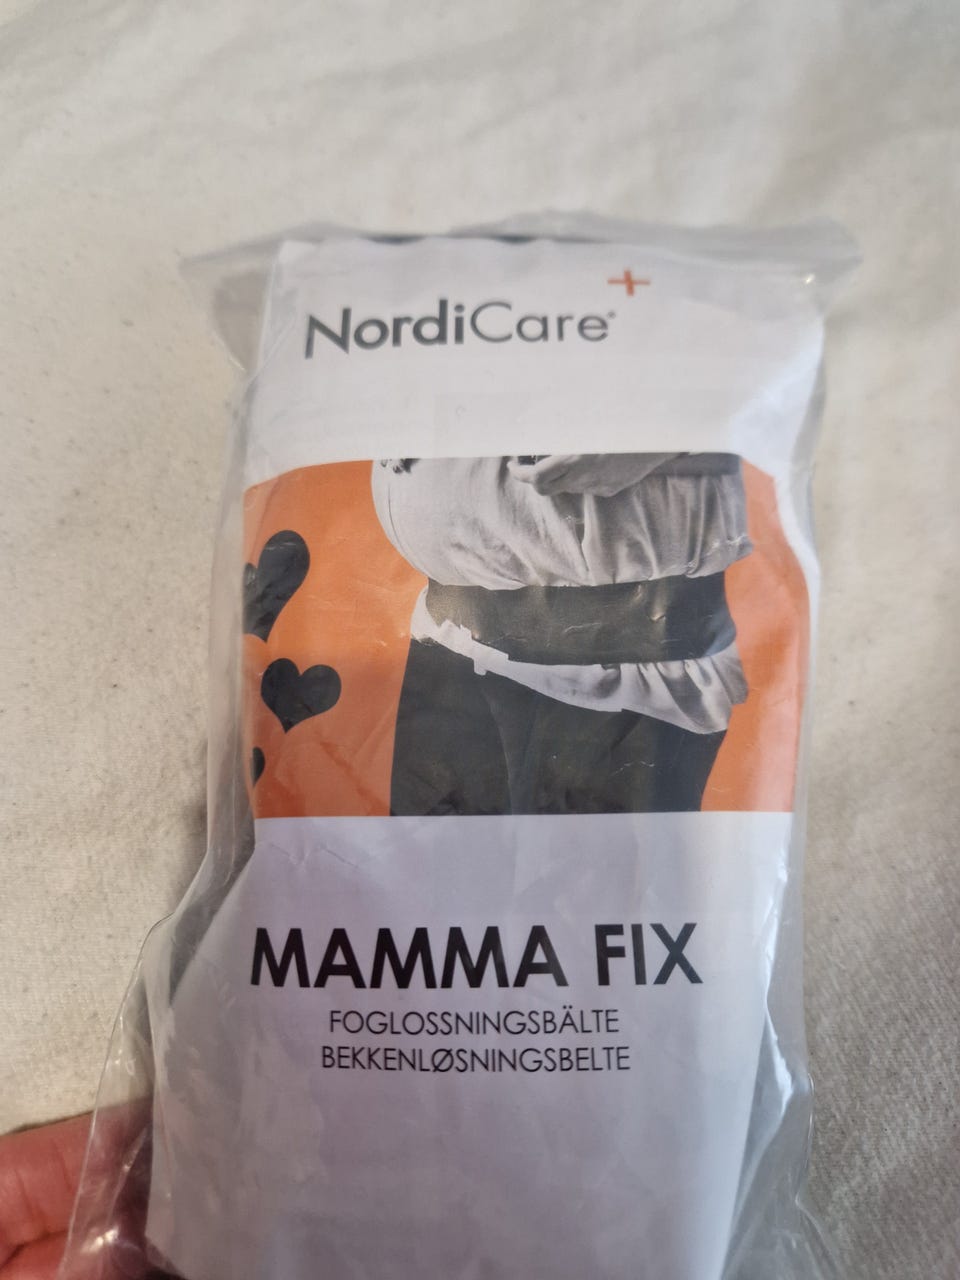 NordiCare®
MAMMA FIX
FOGLOSSNINGSBÄLTE
BEKKENLØSNINGSBELTE